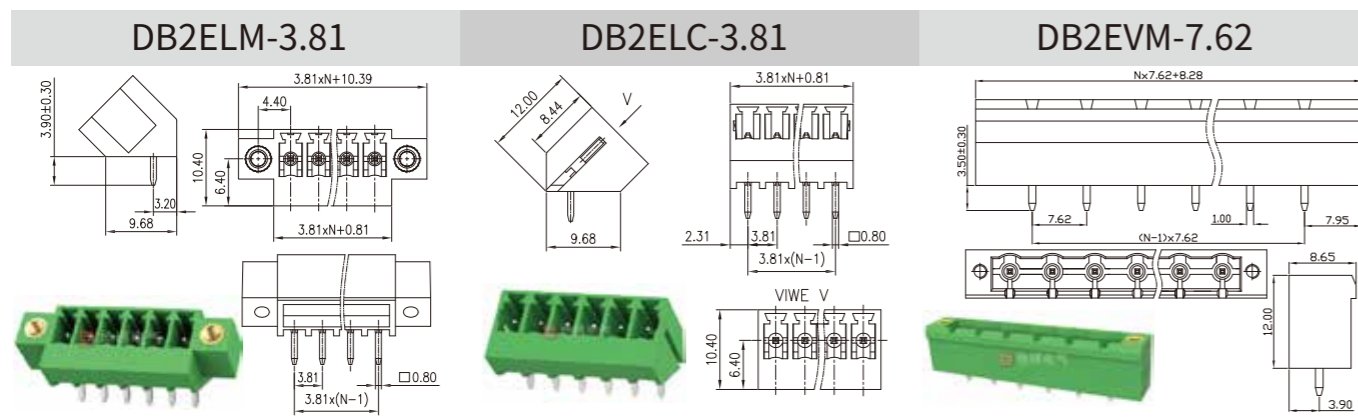 DB2ELM-3.81
DB2ELC-3.81
DB2EVM-7.62
3.90±0.30
3.20
9.68
3.81xN+10.39
4.40
10.40
6.40
3.81xN+0.81
3.81
□0.80
3.81x(N-1)
12.00
8.44
V
9.68
3.81xN+0.81
2.31
3.81
□0.80
3.81x(N-1)
VIWE V
10.40
6.40
Nx7.62+8.28
3.50±0.30
7.62
1.00
7.95
(N-1)x7.62
8.65
12.00
3.90